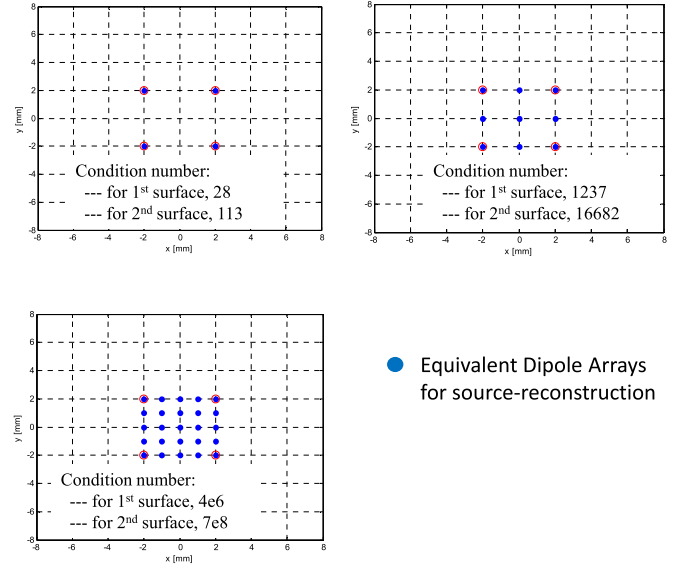 8
6
4
2
0
-2
-4
-6
-8
y [mm]
Condition number:
--- for 1st surface, 28
--- for 2nd surface, 113
-8 -6 -4 -2 0 2 4 6 8
x [mm]
8
6
4
2
0
-2
-4
-6
-8
y [mm]
Condition number:
--- for 1st surface, 1237
--- for 2nd surface, 16682
-8 -6 -4 -2 0 2 4 6 8
x [mm]
8
6
4
2
0
-2
-4
-6
-8
y [mm]
Condition number:
--- for 1st surface, 4e6
--- for 2nd surface, 7e8
-8 -6 -4 -2 0 2 4 6 8
x [mm]
Equivalent Dipole Arrays
for source-reconstruction